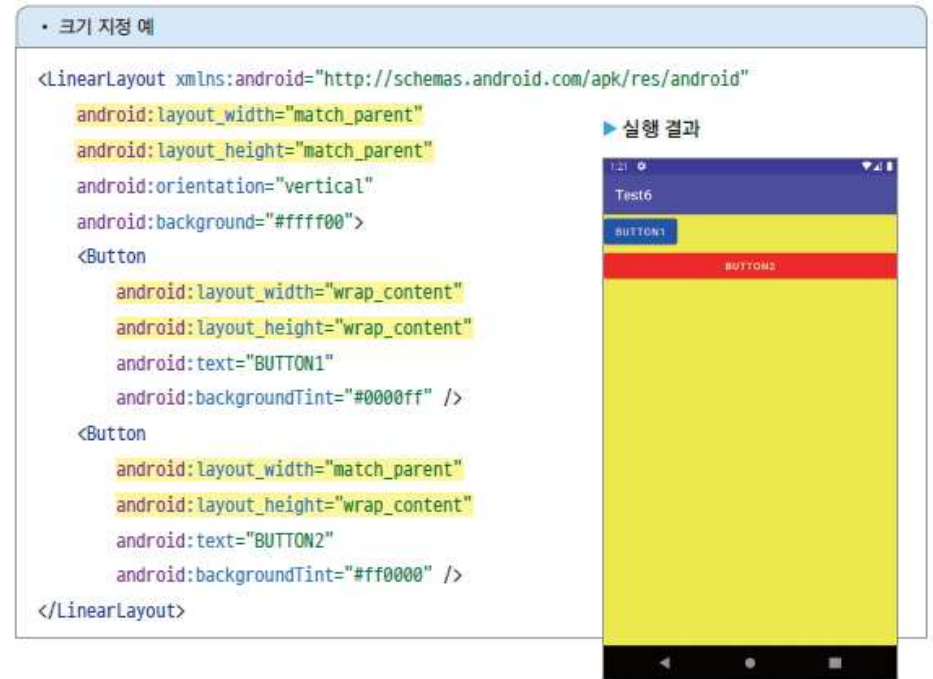 • 크기 지정 예
<LinearLayout xmlns:android="http://schemas.android.com/apk/res/android"
android:layout_width="match_parent"
android:layout_height="match_parent"
android:orientation="vertical"
android:background="#ffff00">
<Button
android:layout_width="wrap_content"
android:layout_height="wrap_content"
android:text="BUTTON1"
android:backgroundTint="#0000ff" />
<Button
android:layout_width="match_parent"
android:layout_height="wrap_content"
android:text="BUTTON2"
android:backgroundTint="#ff0000" />
</LinearLayout>
▶ 실행 결과
1:21
Test6
BUTTON1
BUTTON2